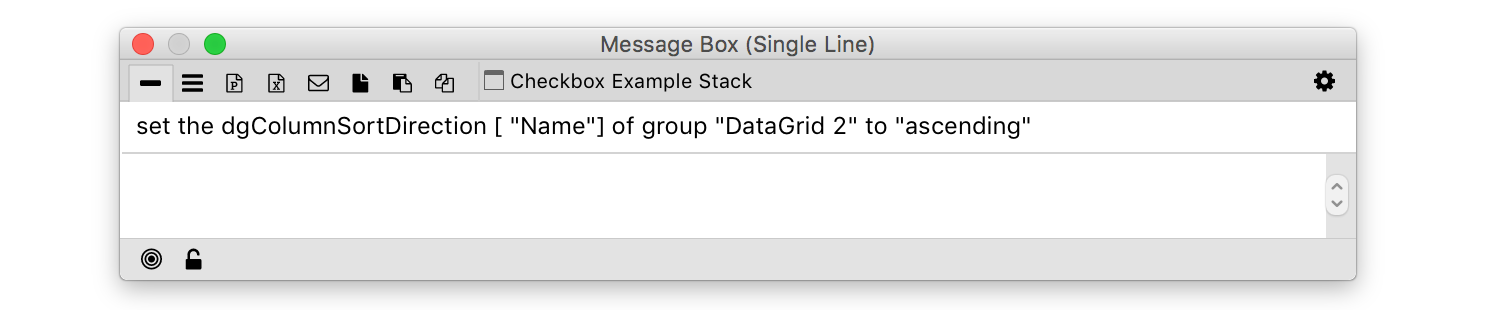 Message Box (Single Line)
Checkbox Example Stack
set the dgColumnSortDirection [ "Name"] of group "DataGrid 2" to "ascending"